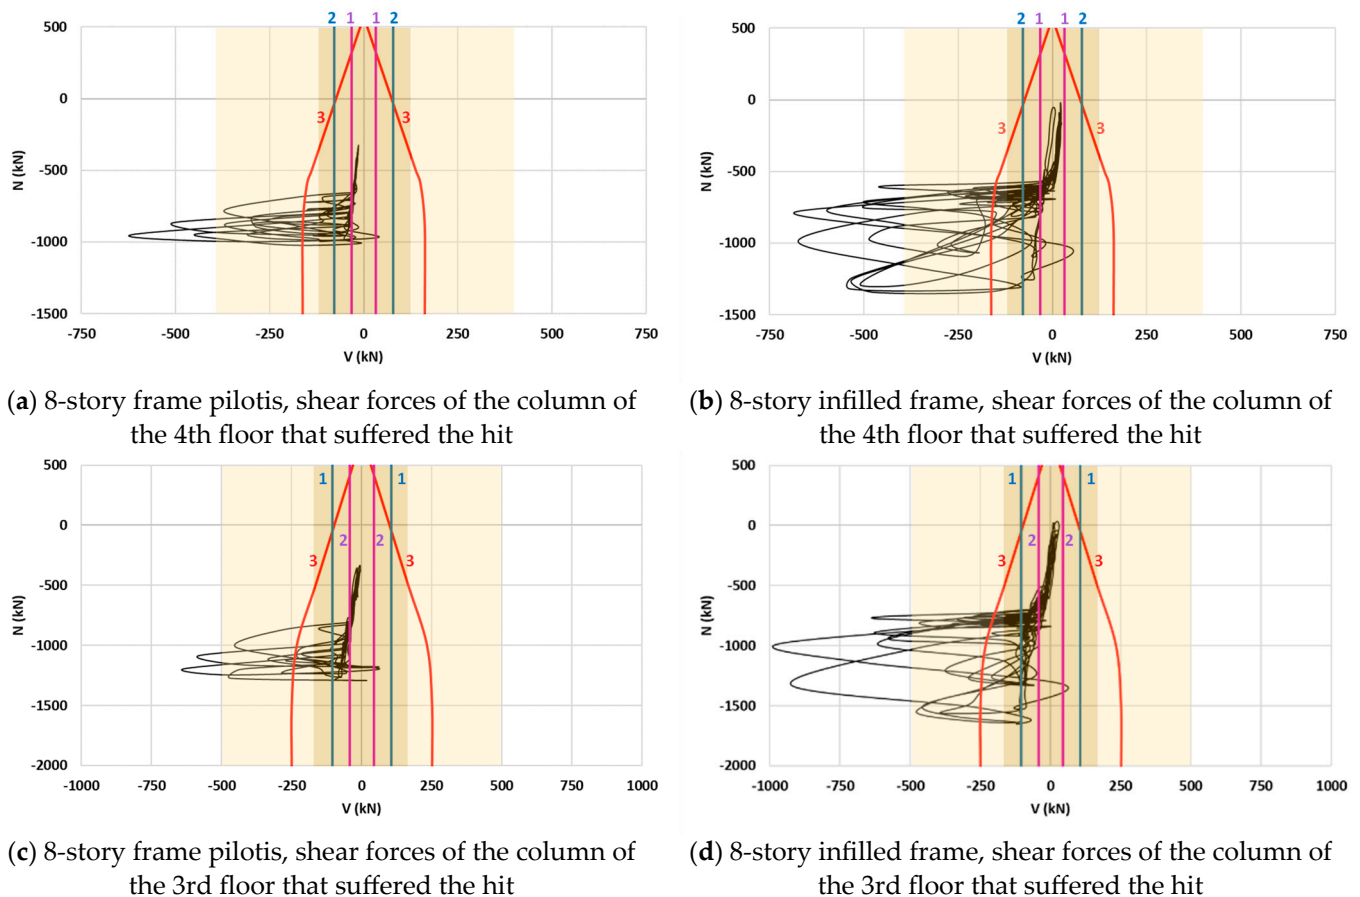 2 1 1 2
500
0
-500
-1000
-1500
N (kN)
3 3
-750 -500 -250 0 250 500 750
V (kN)
(a) 8-story frame pilotis, shear forces of the column of
the 4th floor that suffered the hit
2 1 1 2
500
0
-500
-1000
-1500
N (kN)
3 3
-750 -500 -250 0 250 500 750
V (kN)
(b) 8-story infilled frame, shear forces of the column of
the 4th floor that suffered the hit
500
0
-500
-1000
-1500
-2000
N (kN)
1 1
2 2
3 3
-1000 -750 -500 -250 0 250 500 750 1000
V (kN)
(c) 8-story frame pilotis, shear forces of the column of
the 3rd floor that suffered the hit
500
0
-500
-1000
-1500
-2000
N (kN)
1 1
2 2
3 3
-1000 -750 -500 -250 0 250 500 750 1000
V (kN)
(d) 8-story infilled frame, shear forces of the column of
the 3rd floor that suffered the hit